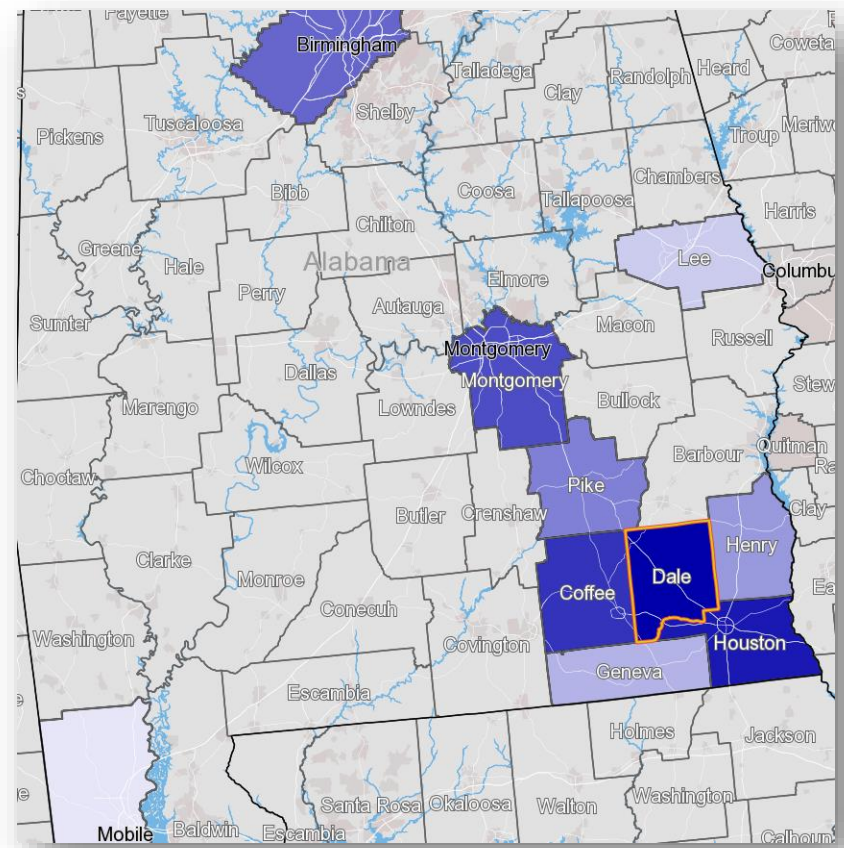 Payette
Birmingham
Talladega
Randolph
Heard
Coweta
Clay
Shelby
Tuscaloosa
Pickens
Troup
Meriw
Bibb
Coosa
Tallapoosa
Chambers
Chilton
Harris
Greene
Hale
Alabama
Lee
Columbu
Elmore
Perry
Autauga
Sumter
Macon
Russell
Montgomery
Dallas
Montgomery
Stew
Marengo
Lowndes
Bullock
Quitman
Barbour
Choctaw
Wilcox
Ra
Pike
Butler
Crenshaw
Clay
Henry
Clarke
Dale
Monroe
Coffee
Ea
Conecuh
Washington
Covington
Houston
Geneva
Escambia
Holmes
Jackson
Santa Rosa
Okaloosa
Walton
Washington
Mobile
Baldwin
Escambia
Calhoun